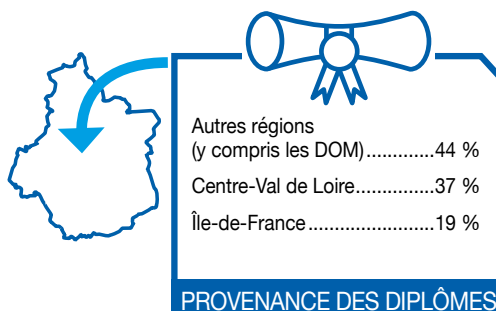 Autres régions
(y compris les DOM).............44 %
Centre-Val de Loire...............37 %
Île-de-France........................19 %
PROVENANCE DES DIPLÔMES